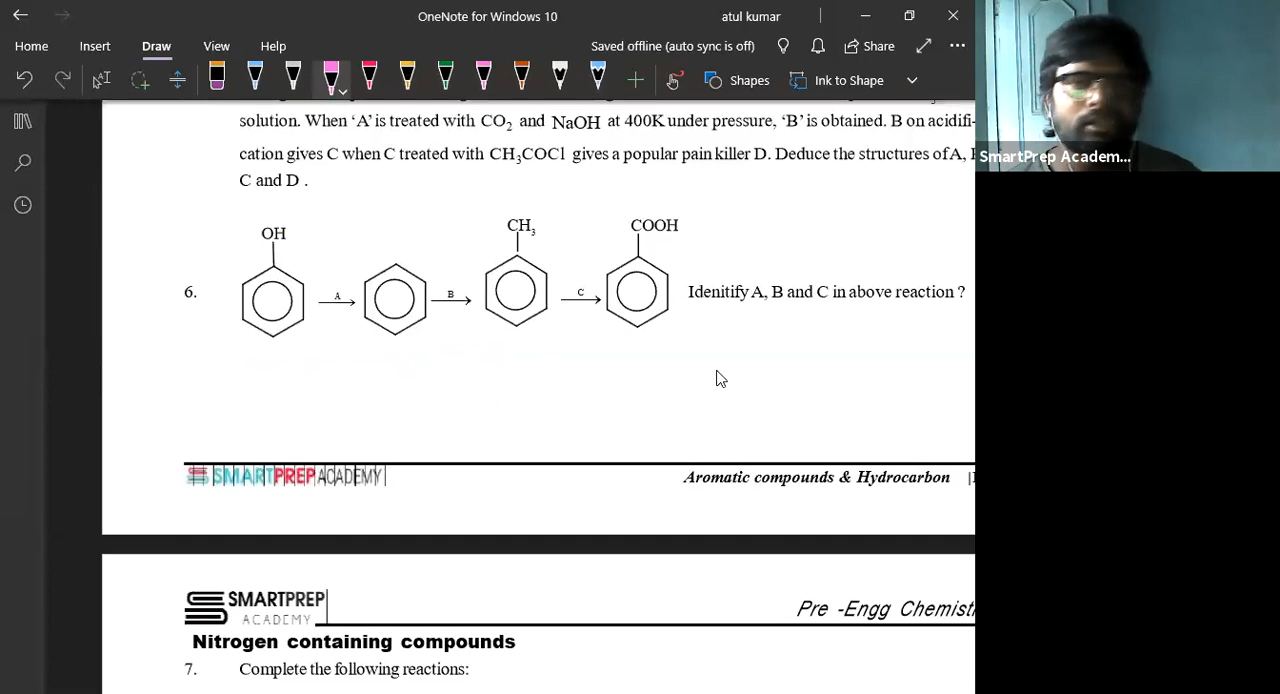 OneNote for Windows 10
atul kumar
Home Insert Draw View Help
Saved offline (auto sync is off)
Share
Shapes
Ink to Shape
solution. When ‘A’ is treated with CO₂ and NaOH at 400K under pressure, ‘B’ is obtained. B on acidifi-
cation gives C when C treated with CH₃COCl gives a popular pain killer D. Deduce the structures of A,
SmartPrep Academ...
C and D .
OH
CH₃
COOH
6.
A
B
C
Idenitify A, B and C in above reaction ?
SMARTPREP ACADEMY
Aromatic compounds & Hydrocarbon
SMARTPREP
ACADEMY
Pre -Engg Chemist
Nitrogen containing compounds
7. Complete the following reactions: